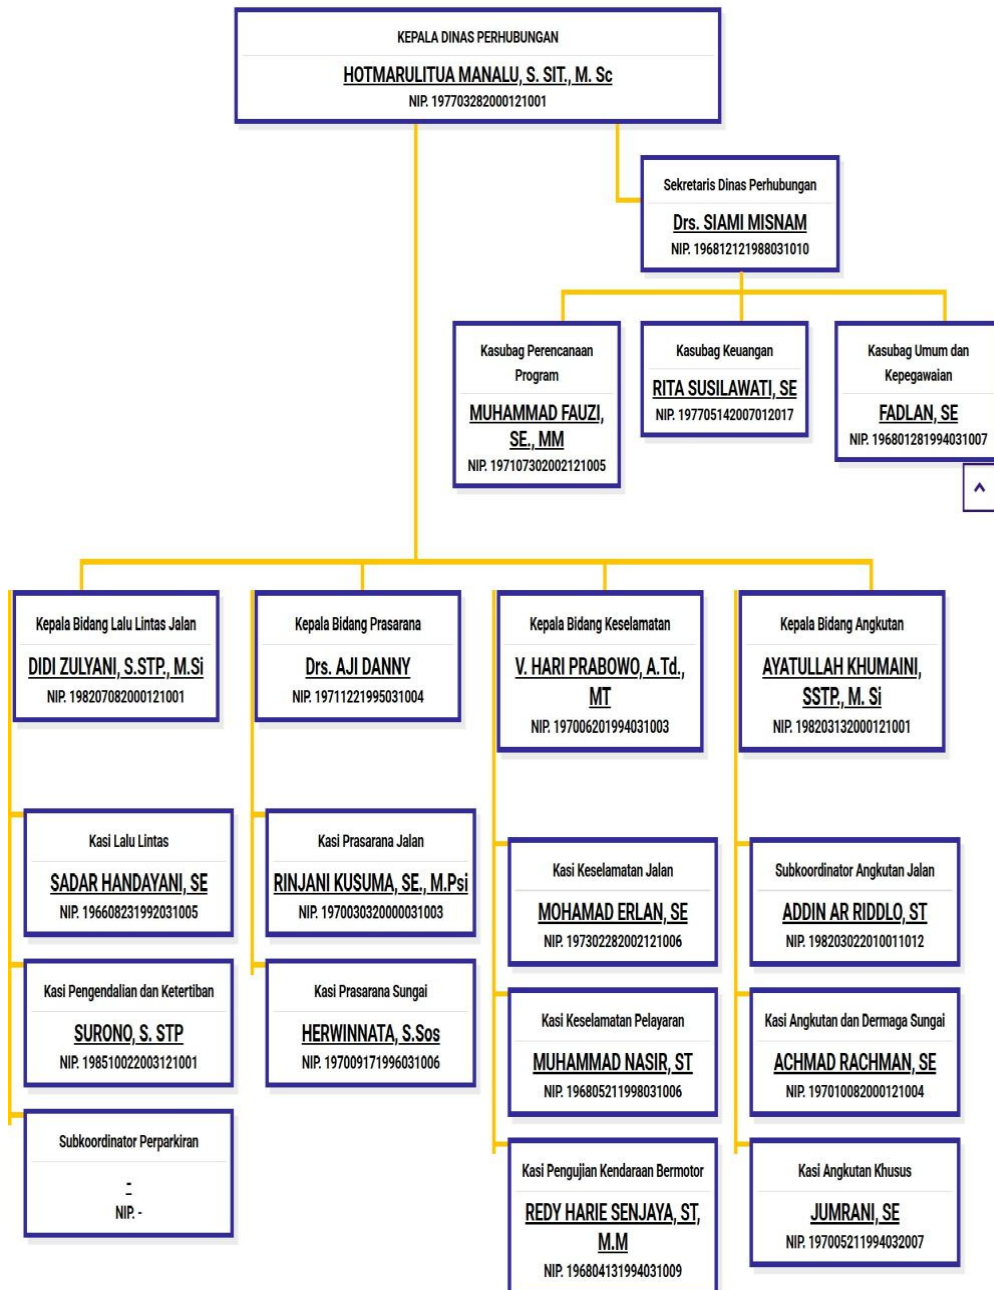 KEPALA DINAS PERHUBUNGAN
HOTMARULITUA MANALU, S. SIT., M. Sc
NIP. 197703282000121001
Sekretaris Dinas Perhubungan
Drs. SIAMI MISNAM
NIP. 196812121988031010
Kasubag Perencanaan
Program
MUHAMMAD FAUZI,
SE., MM
NIP. 197107302002121005
Kasubag Keuangan
RITA SUSILAWATI, SE
NIP. 197705142007012017
Kasubag Umum dan
Kepegawaian
FADLAN, SE
NIP. 196801281994031007
Kepala Bidang Lalu Lintas Jalan
DIDI ZULYANI, S.STP., M.Si
NIP. 198207082000121001
Kepala Bidang Prasarana
Drs. AJI DANNY
NIP. 19711221995031004
Kepala Bidang Keselamatan
V. HARI PRABOWO, A.Td.,
MT
NIP. 197006201994031003
Kepala Bidang Angkutan
AYATULLAH KHUMAINI,
SSTP., M. Si
NIP. 198203132000121001
Kasi Lalu Lintas
SADAR HANDAYANI, SE
NIP. 196608231992031005
Kasi Prasarana Jalan
RINJANI KUSUMA, SE., M.Psi
NIP. 1970030320000031003
Kasi Keselamatan Jalan
MOHAMAD ERLAN, SE
NIP. 197302282002121006
Subkoordinator Angkutan Jalan
ADDIN AR RIDDLO, ST
NIP. 198203022010011012
Kasi Pengendalian dan Ketertiban
SURONO, S. STP
NIP. 198510022003121001
Kasi Prasarana Sungai
HERWINNATA, S.Sos
NIP. 197009171996031006
Kasi Keselamatan Pelayaran
MUHAMMAD NASIR, ST
NIP. 196805211998031006
Kasi Angkutan dan Dermaga Sungai
ACHMAD RACHMAN, SE
NIP. 197010082000121004
Subkoordinator Perparkiran
-
NIP. -
Kasi Pengujian Kendaraan Bermotor
REDY HARIE SENJAYA, ST,
M.M
NIP. 196804131994031009
Kasi Angkutan Khusus
JUMRANI, SE
NIP. 197005211994032007